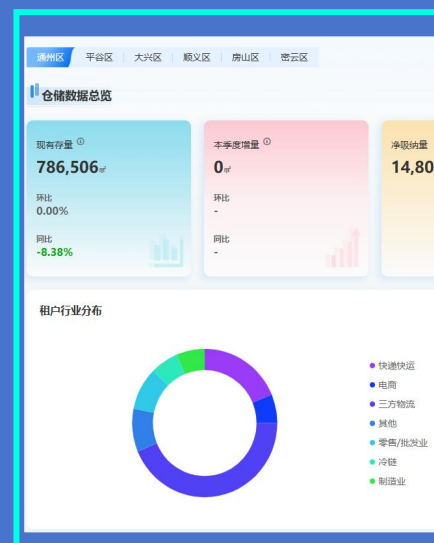 通州区 平谷区 大兴区 顺义区 房山区 密云区
仓储数据总览
现有存量
786,506㎡
环比
0.00%
同比
-8.38%
本季度增量
0㎡
环比
-
同比
-
净吸纳量
14,80
租户行业分布
快递快运
电商
三方物流
其他
零售/批发业
冷链
制造业